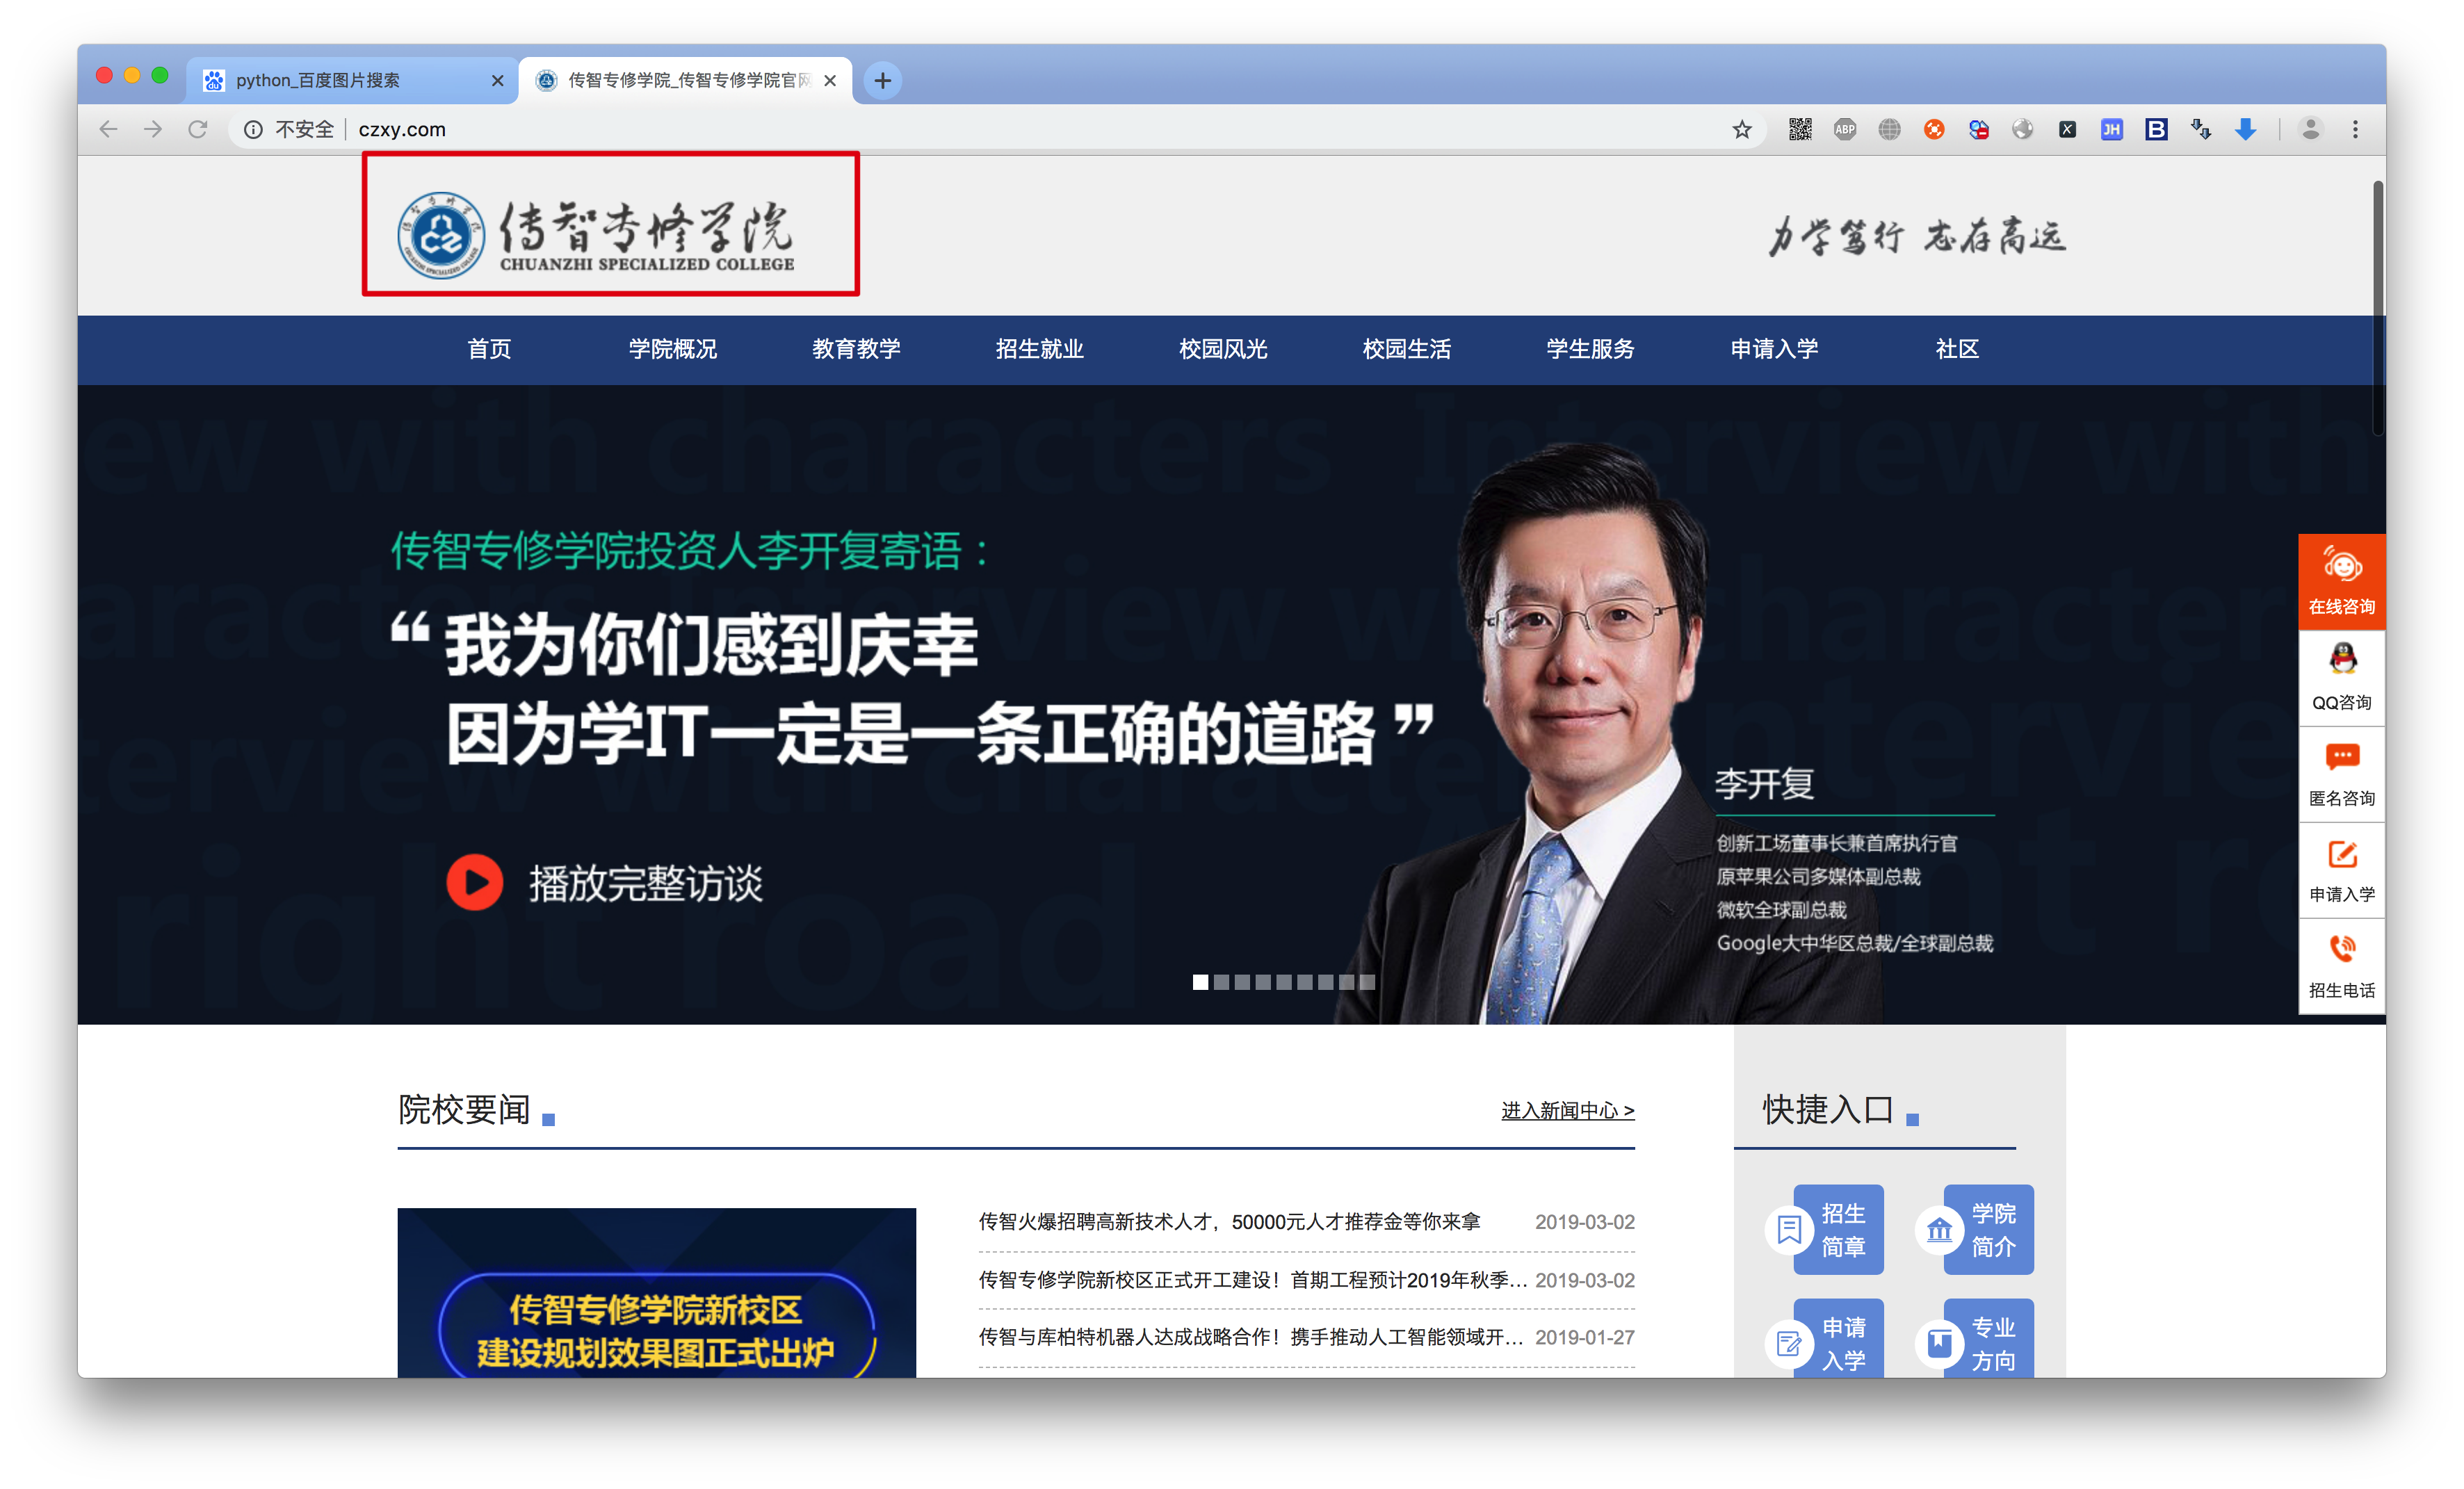 python_百度图片搜索
传智专修学院_传智专修学院官网
不安全 | czxy.com
传智专修学院
CHUANZHI SPECIALIZED COLLEGE
力学笃行 志存高远
首页 学院概况 教育教学 招生就业 校园风光 校园生活 学生服务 申请入学 社区
传智专修学院投资人李开复寄语：
“我为你们感到庆幸
因为学IT一定是一条正确的道路”
播放完整访谈
李开复
创新工场董事长兼首席执行官
原苹果公司多媒体副总裁
微软全球副总裁
Google大中华区总裁/全球副总裁
在线咨询
QQ咨询
匿名咨询
申请入学
招生电话
院校要闻
进入新闻中心 >
传智专修学院新校区
建设规划效果图正式出炉
传智火爆招聘高新技术人才，50000元人才推荐金等你来拿 2019-03-02
传智专修学院新校区正式开工建设！首期工程预计2019年秋季... 2019-03-02
传智与库柏特机器人达成战略合作！携手推动人工智能领域开... 2019-01-27
快捷入口
招生
简章
学院
简介
申请
入学
专业
方向